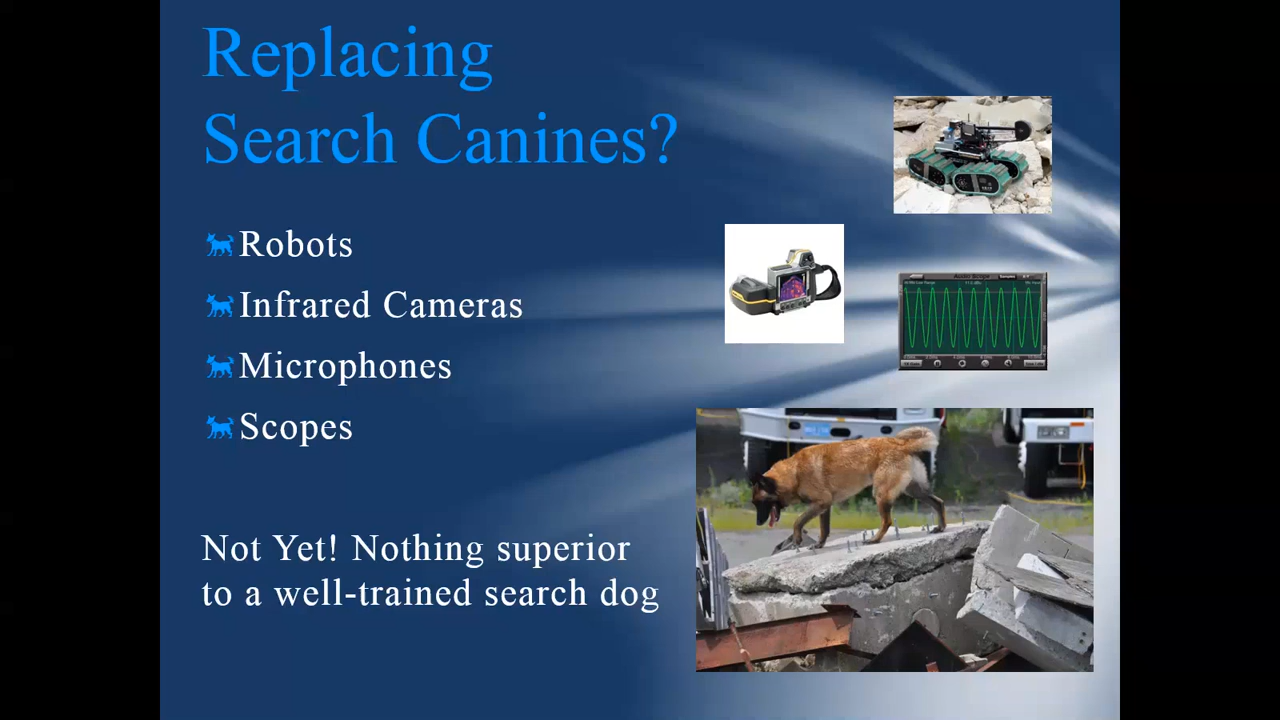 Replacing
Search Canines?
Robots
Infrared Cameras
Microphones
Scopes
Not Yet! Nothing superior
to a well-trained search dog